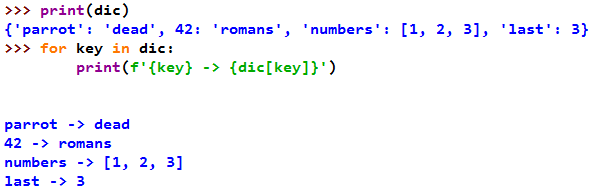 >>> print(dic)
{'parrot': 'dead', 42: 'romans', 'numbers': [1, 2, 3], 'last': 3}
>>> for key in dic:
        print(f'{key} -> {dic[key]}')
parrot -> dead
42 -> romans
numbers -> [1, 2, 3]
last -> 3